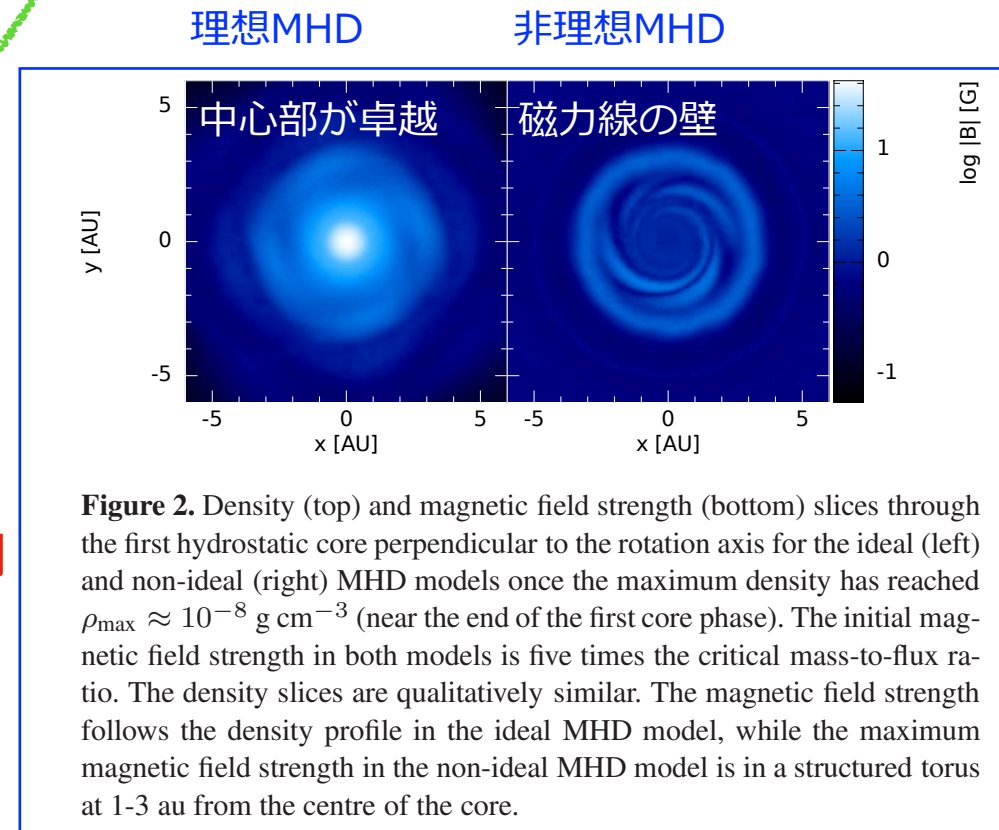 理想MHD 非理想MHD
中心部が卓越 磁力線の壁
5
0
-5
y [AU]
-5 0 5 -5 0 5
x [AU] x [AU]
1
0
-1
log |B| [G]
Figure 2. Density (top) and magnetic field strength (bottom) slices through
the first hydrostatic core perpendicular to the rotation axis for the ideal (left)
and non-ideal (right) MHD models once the maximum density has reached
ρmax ≈ 10⁻⁸ g cm⁻³ (near the end of the first core phase). The initial mag-
netic field strength in both models is five times the critical mass-to-flux ra-
tio. The density slices are qualitatively similar. The magnetic field strength
follows the density profile in the ideal MHD model, while the maximum
magnetic field strength in the non-ideal MHD model is in a structured torus
at 1-3 au from the centre of the core.